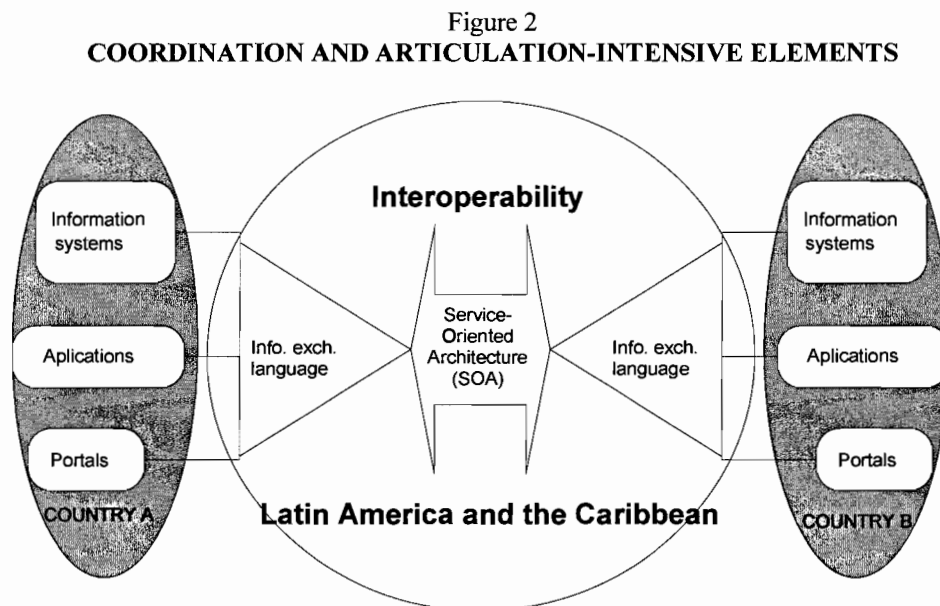 Figure 2
COORDINATION AND ARTICULATION-INTENSIVE ELEMENTS
Interoperability
Information
systems
Aplications
Portals
COUNTRY A
Info. exch.
language
Service-
Oriented
Architecture
(SOA)
Info. exch.
language
Information
systems
Aplications
Portals
COUNTRY B
Latin America and the Caribbean